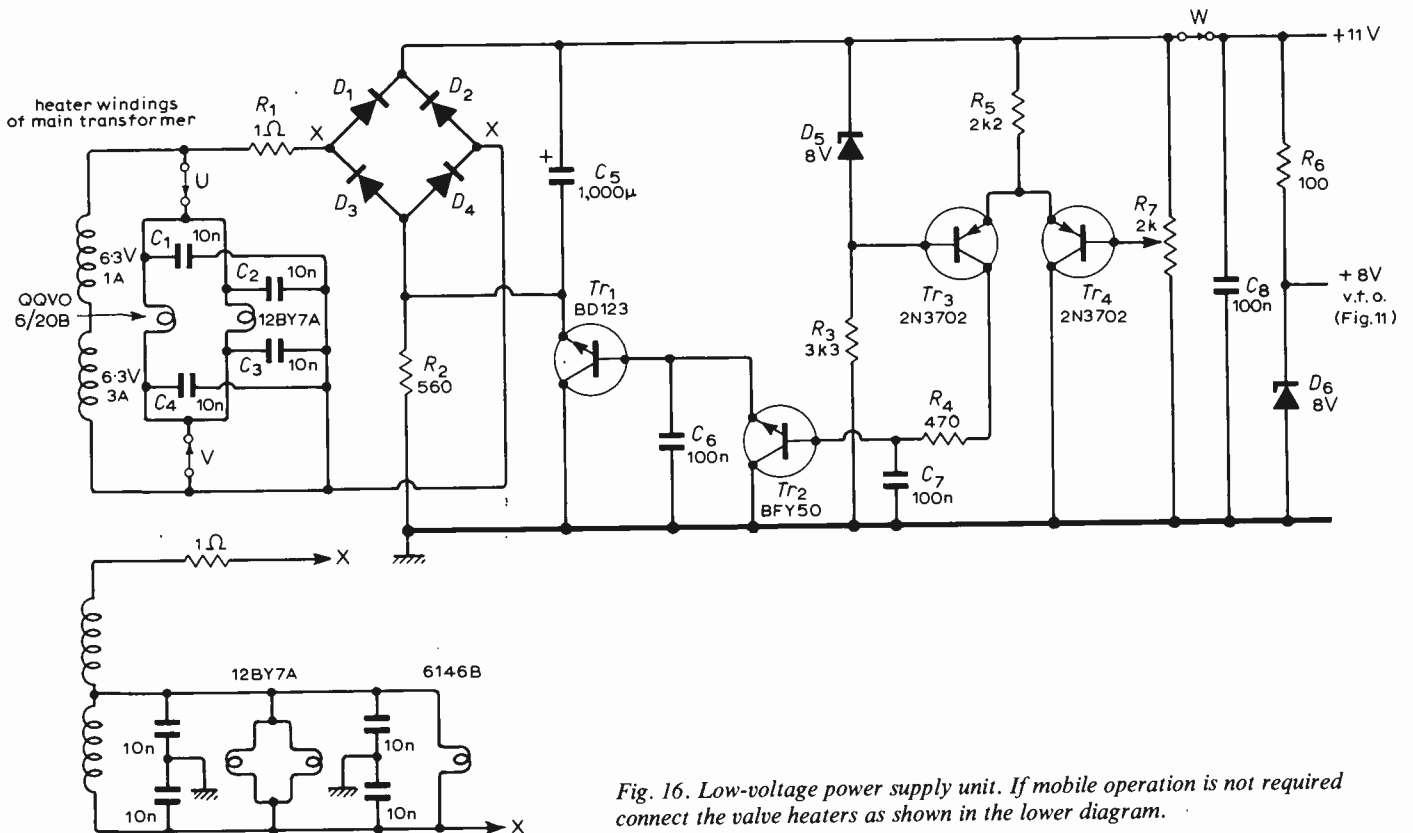 heater windings
of main transformer
R1
1Ω
X
D1
D2
X
D3
D4
U
C1
10n
6·3V
1A
C2
10n
QQVO
6/20B
12BY7A
C3
10n
6·3V
3A
C4
10n
V
R2
560
+
C5
1,000µ
Tr1
BD123
C6
100n
Tr2
BFY50
D5
8V
R3
3k3
R4
470
C7
100n
R5
2k2
Tr3
2N3702
Tr4
2N3702
R7
2k
W
+11V
C8
100n
R6
100
+8V
v.t.o.
(Fig.11)
D6
8V
1Ω
X
12BY7A
6146B
10n
10n
10n
10n
X
Fig. 16. Low-voltage power supply unit. If mobile operation is not required
connect the valve heaters as shown in the lower diagram.